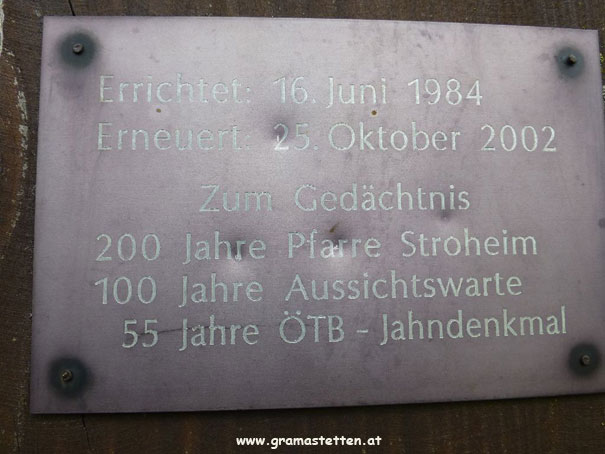 Errichtet: 16. Juni 1984
Erneuert: 25. Oktober 2002
Zum Gedächtnis
200 Jahre Pfarre Stroheim
100 Jahre Aussichtswarte
55 Jahre ÖTB - Jahndenkmal
www.gramastetten.at